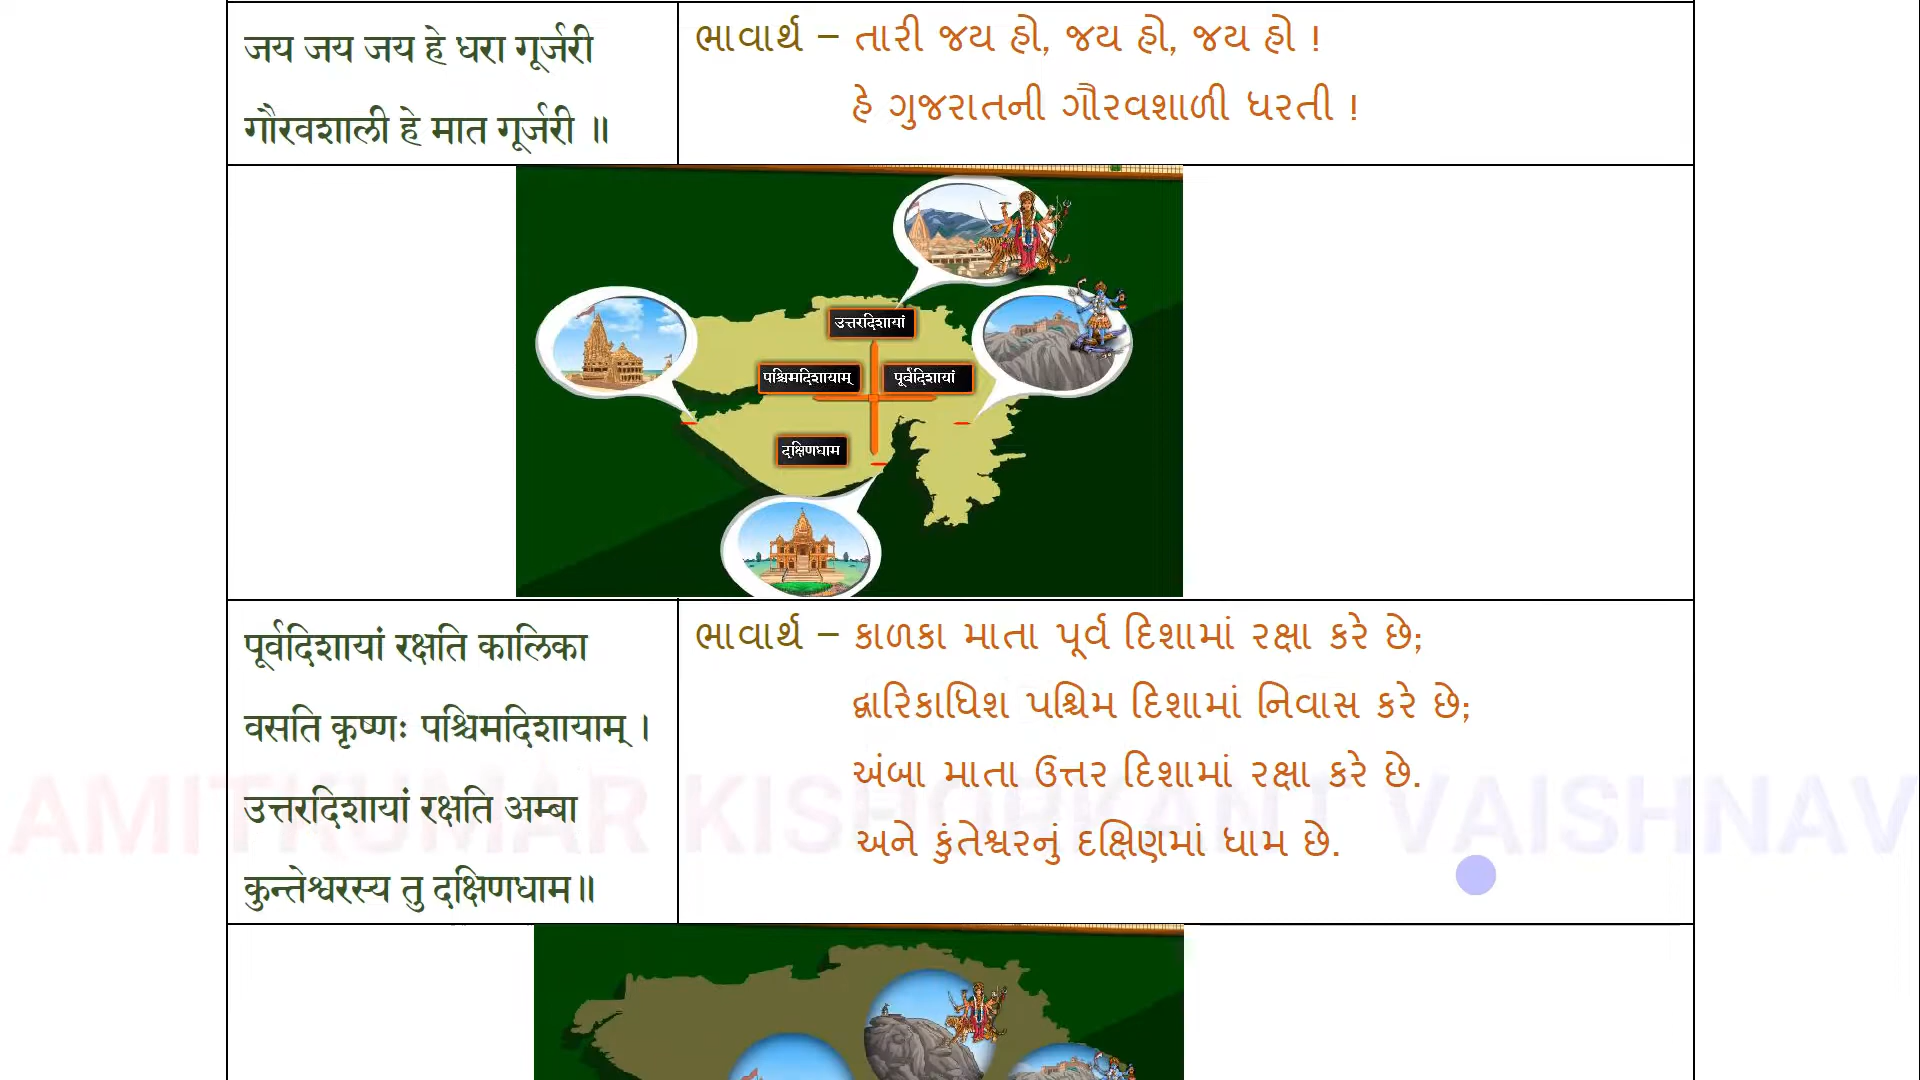 जय जय जय हे धरा गूर्जरी
गौरवशाली हे मात गूर्जरी ॥
ભાવાર્થ – તારી જય હો, જય હો, જય હો !
હે ગુજરાતની ગૌરવશાળી ધરતી !
उत्तरदिशायां
पश्चिमदिशायाम्
पूर्वदिशायां
दक्षिणधाम
पूर्वदिशायां रक्षति कालिका
वसति कृष्णः पश्चिमदिशायाम् ।
उत्तरदिशायां रक्षति अम्बा
कुन्तेश्वरस्य तु दक्षिणधाम॥
ભાવાર્થ – કાળકા માતા પૂર્વ દિશામાં રક્ષા કરે છે;
દ્વારિકાધિશ પશ્ચિમ દિશામાં નિવાસ કરે છે;
અંબા માતા ઉત્તર દિશામાં રક્ષા કરે છે.
અને કુંતેશ્વરનું દક્ષિણમાં ધામ છે.
AMITKUMAR KISHORKANT VAISHNAV